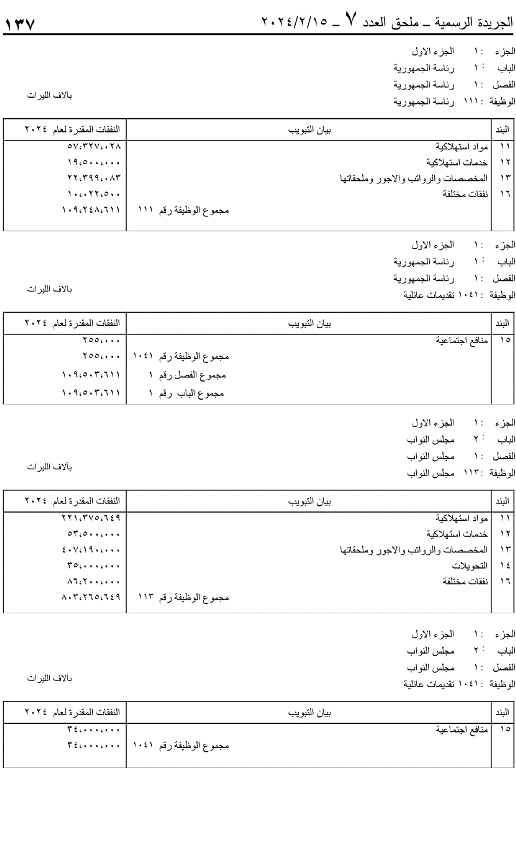 الجريدة الرسمية – ملحق العدد ٧ – ٢٠٢٤/٢/١٥ ١٣٧
الجزء : ١ الجزء الاول
الباب : ١ رئاسة الجمهورية
الفصل : ١ رئاسة الجمهورية
بآلاف الليرات
الوظيفة : ١١١ رئاسة الجمهورية
البند بيان التبويب النفقات المقدرة لعام ٢٠٢٤
١١ مواد استهلاكية ٥٧،٣٢٧،٠٢٨
١٢ خدمات استهلاكية ١٩،٥٠٠،٠٠٠
١٣ المخصصات والرواتب والاجور وملحقاتها ٢٢،٣٩٩،٠٨٣
١٦ نفقات مختلفة ١٠،٠٢٢،٥٠٠
مجموع الوظيفة رقم ١١١ ١٠٩،٢٤٨،٦١١
الجزء : ١ الجزء الاول
الباب : ١ رئاسة الجمهورية
الفصل : ١ رئاسة الجمهورية
بآلاف الليرات
الوظيفة : ١٠٤١ تقديمات عائلية
البند بيان التبويب النفقات المقدرة لعام ٢٠٢٤
١٥ منافع اجتماعية ٢٥٥،٠٠٠
مجموع الوظيفة رقم ١٠٤١ ٢٥٥،٠٠٠
مجموع الفصل رقم ١ ١٠٩،٥٠٣،٦١١
مجموع الباب رقم ١ ١٠٩،٥٠٣،٦١١
الجزء : ١ الجزء الاول
الباب : ٢ مجلس النواب
الفصل : ١ مجلس النواب
بآلاف الليرات
الوظيفة : ١١٣ مجلس النواب
البند بيان التبويب النفقات المقدرة لعام ٢٠٢٤
١١ مواد استهلاكية ٢٢١،٣٧٥،٦٤٩
١٢ خدمات استهلاكية ٥٣،٥٠٠،٠٠٠
١٣ المخصصات والرواتب والاجور وملحقاتها ٤٠٧،١٩٠،٠٠٠
١٤ التحويلات ٣٥،٠٠٠،٠٠٠
١٦ نفقات مختلفة ٨٦،٢٠٠،٠٠٠
مجموع الوظيفة رقم ١١٣ ٨٠٣،٢٦٥،٦٤٩
الجزء : ١ الجزء الاول
الباب : ٢ مجلس النواب
الفصل : ١ مجلس النواب
بآلاف الليرات
الوظيفة : ١٠٤١ تقديمات عائلية
البند بيان التبويب النفقات المقدرة لعام ٢٠٢٤
١٥ منافع اجتماعية ٣٤،٠٠٠،٠٠٠
مجموع الوظيفة رقم ١٠٤١ ٣٤،٠٠٠،٠٠٠